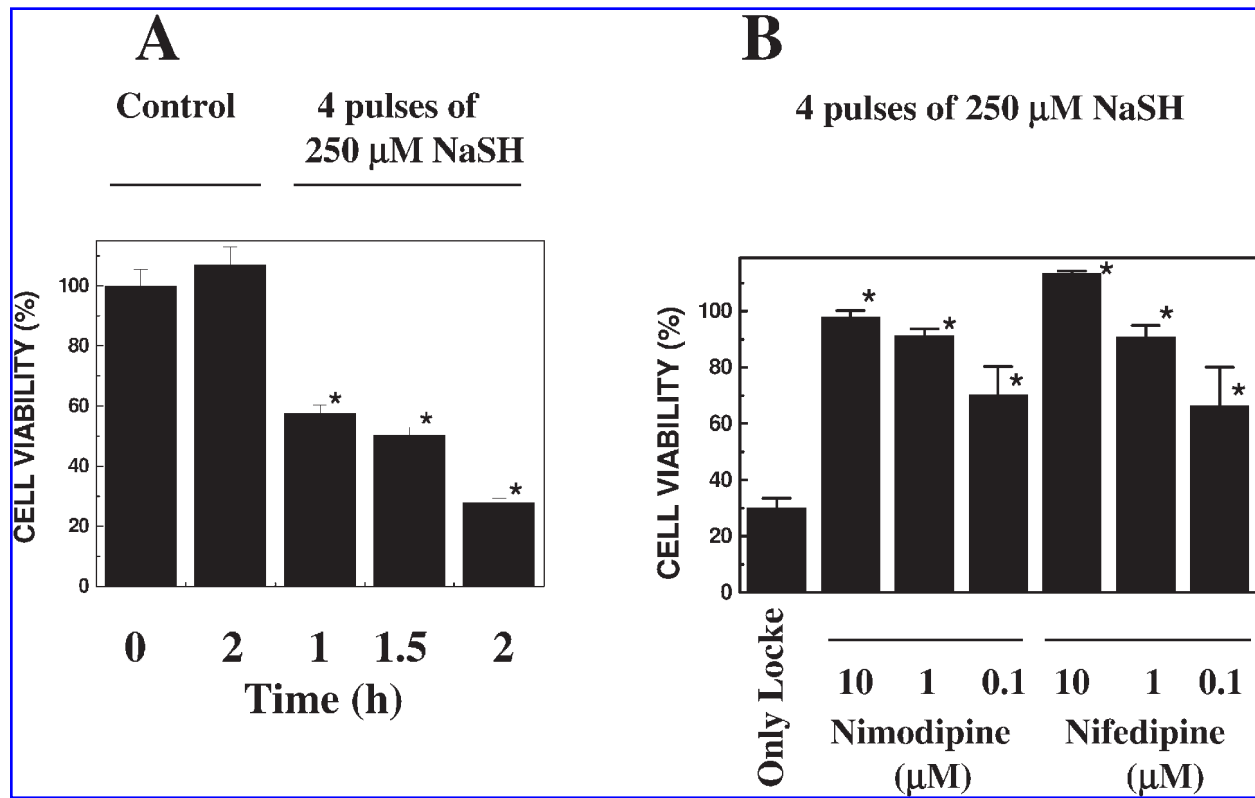 A
Control
4 pulses of
250 μM NaSH
CELL VIABILITY (%)
100
80
60
40
20
0
*
*
*
0 2 1 1.5 2
Time (h)
B
4 pulses of 250 μM NaSH
CELL VIABILITY (%)
100
80
60
40
20
0
*
*
*
*
*
*
Only Locke
10 1 0.1 10 1 0.1
Nimodipine Nifedipine
(μM) (μM)